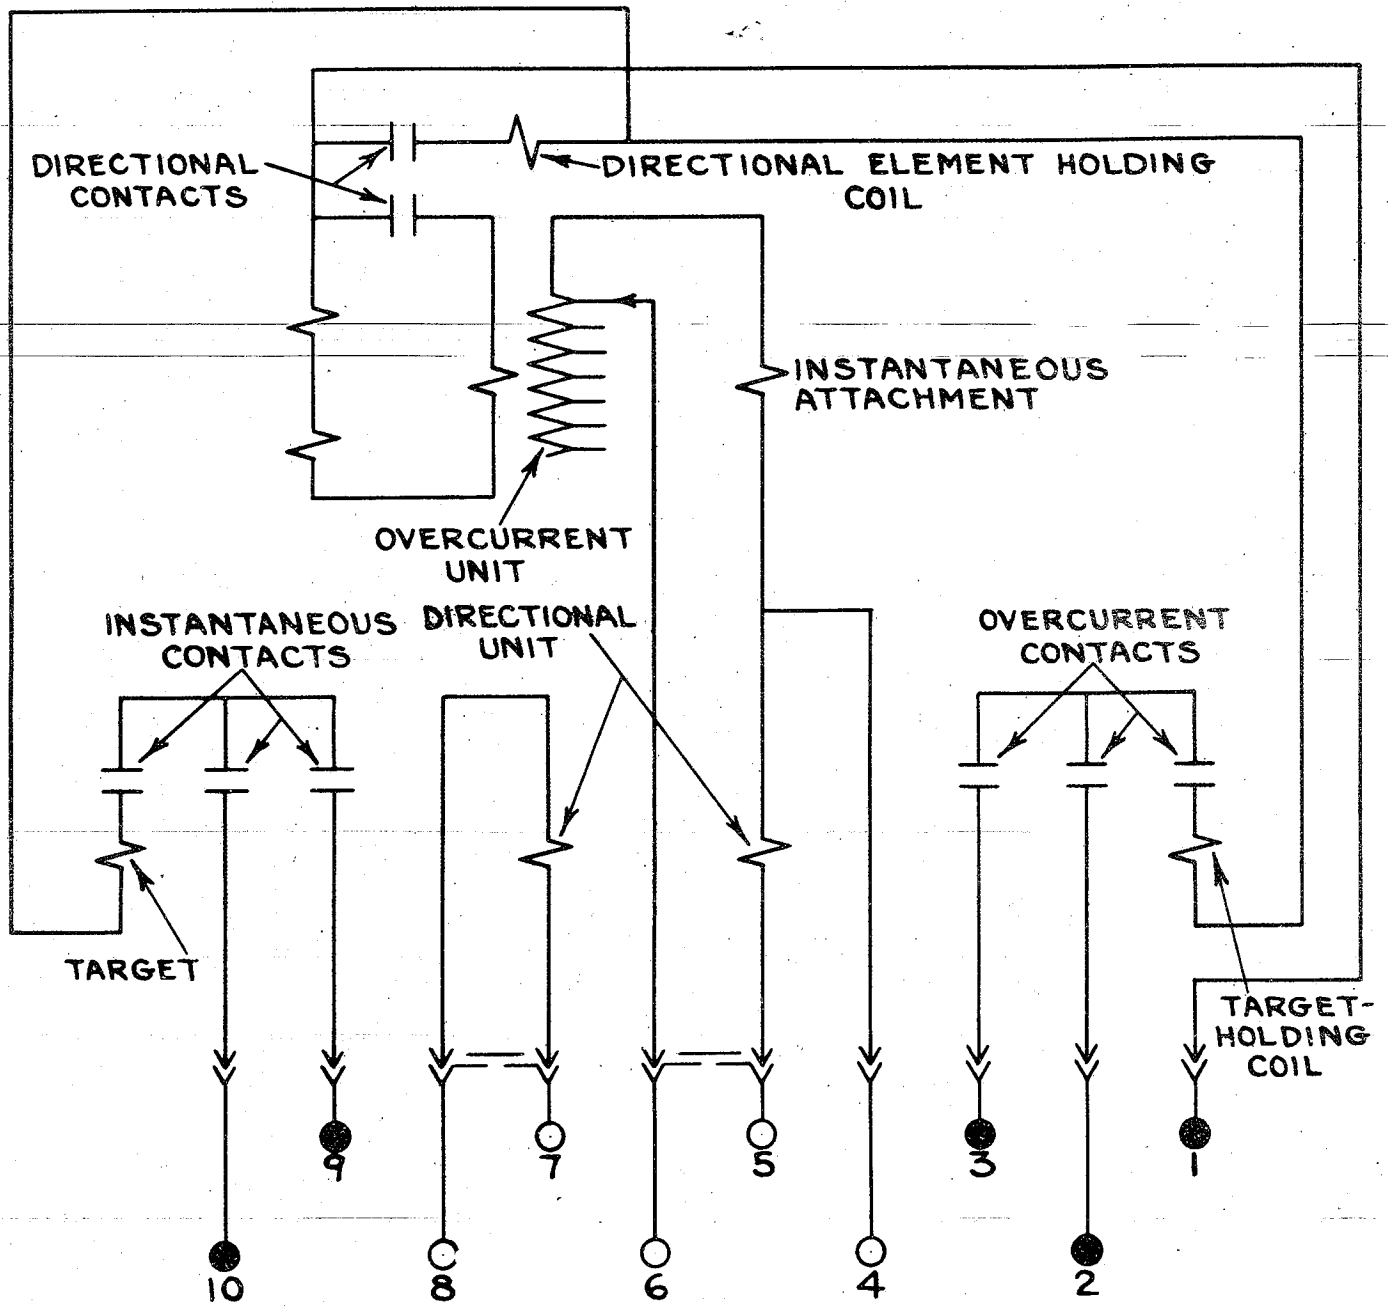 DIRECTIONAL
CONTACTS
DIRECTIONAL ELEMENT HOLDING
COIL
INSTANTANEOUS
ATTACHMENT
OVERCURRENT
UNIT
INSTANTANEOUS
CONTACTS
DIRECTIONAL
UNIT
OVERCURRENT
CONTACTS
TARGET
TARGET-
HOLDING
COIL
9
7
5
3
1
10
8
6
4
2